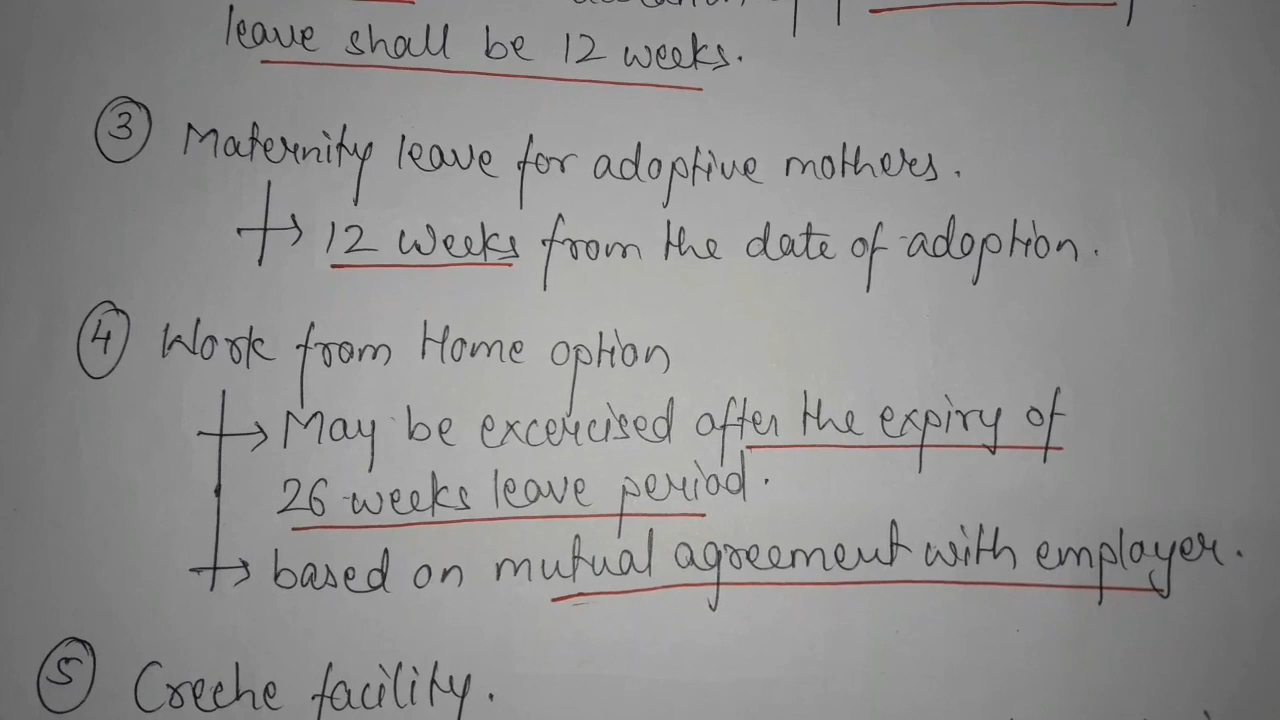 leave shall be 12 weeks.
③ Maternity leave for adoptive mothers.
→ 12 weeks from the date of adoption.
④ Work from Home option
→ May be excercised after the expiry of
26 weeks leave period.
→ based on mutual agreement with employer.
⑤ Creche facility.